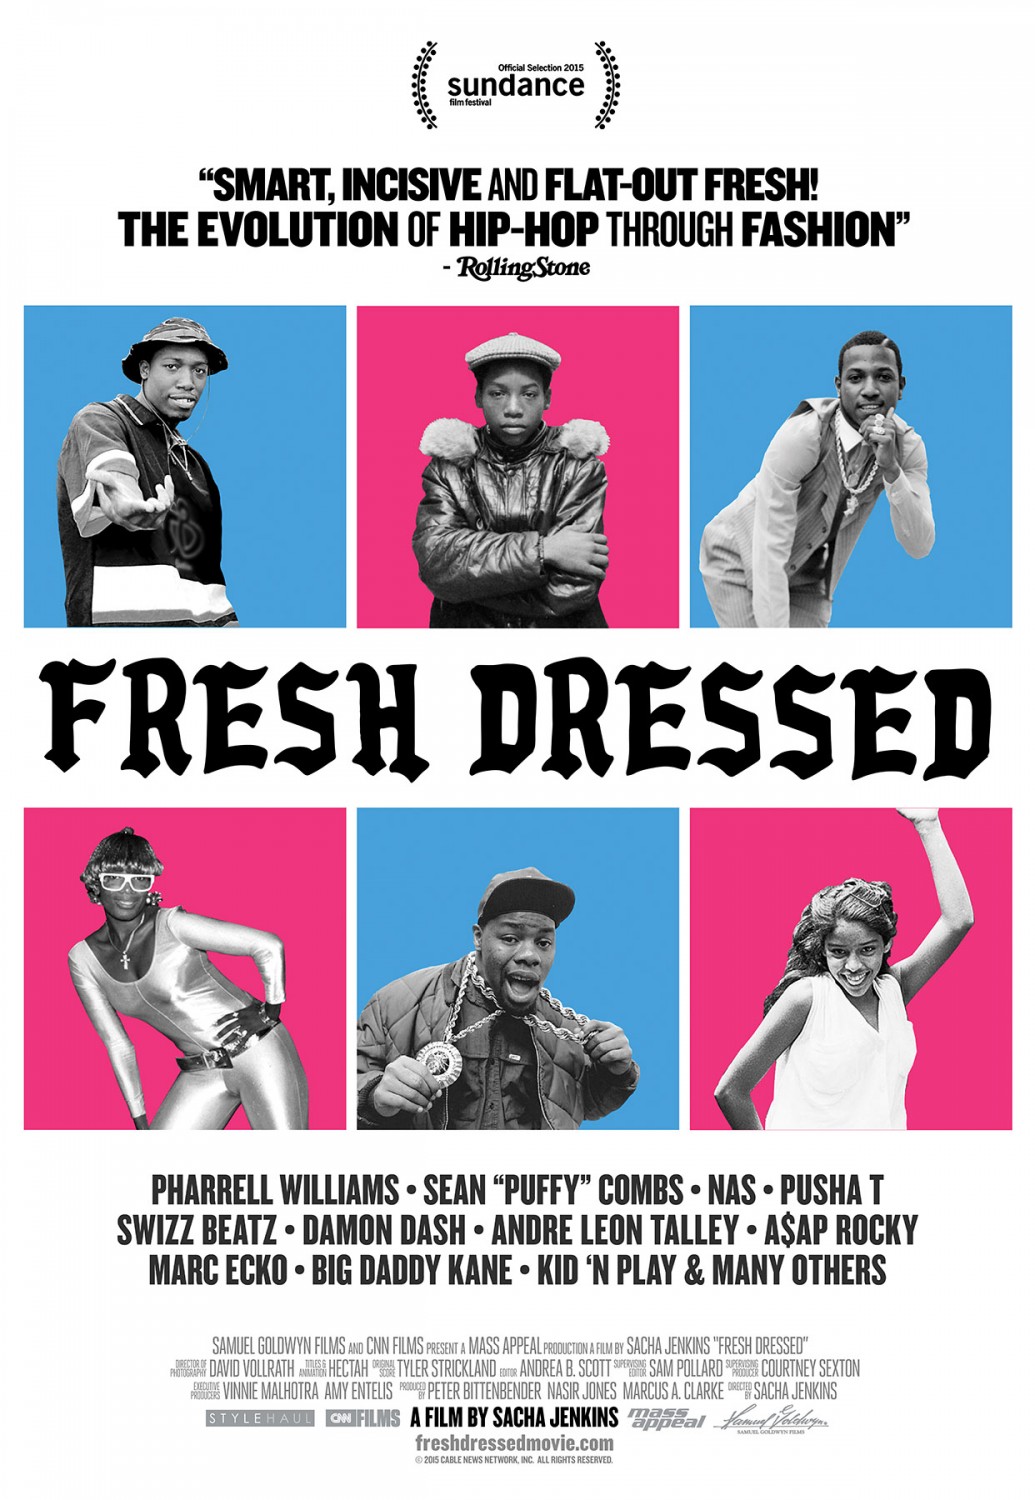 Official Selection 2015
sundance
film festival
“SMART, INCISIVE AND FLAT-OUT FRESH!
THE EVOLUTION OF HIP-HOP THROUGH FASHION”
- RollingStone
FRESH DRESSED
PHARRELL WILLIAMS • SEAN “PUFFY” COMBS • NAS • PUSHA T
SWIZZ BEATZ • DAMON DASH • ANDRE LEON TALLEY • A$AP ROCKY
MARC ECKO • BIG DADDY KANE • KID ‘N PLAY & MANY OTHERS
SAMUEL GOLDWYN FILMS AND CNN FILMS PRESENT A MASS APPEAL PRODUCTION A FILM BY SACHA JENKINS "FRESH DRESSED"
DIRECTOR OF PHOTOGRAPHY DAVID VOLLRATH TITLES & ANIMATION HECTAH ORIGINAL SCORE TYLER STRICKLAND EDITOR ANDREA B. SCOTT SUPERVISING EDITOR SAM POLLARD SUPERVISING PRODUCER COURTNEY SEXTON
EXECUTIVE PRODUCERS VINNIE MALHOTRA AMY ENTELIS PRODUCED BY PETER BITTENBENDER NASIR JONES MARCUS A. CLARKE DIRECTED BY SACHA JENKINS
STYLEHAUL CNN FILMS A FILM BY SACHA JENKINS mass appeal Samuel Goldwyn
SAMUEL GOLDWYN FILMS
freshdressedmovie.com
© 2015 CABLE NEWS NETWORK, INC. ALL RIGHTS RESERVED.